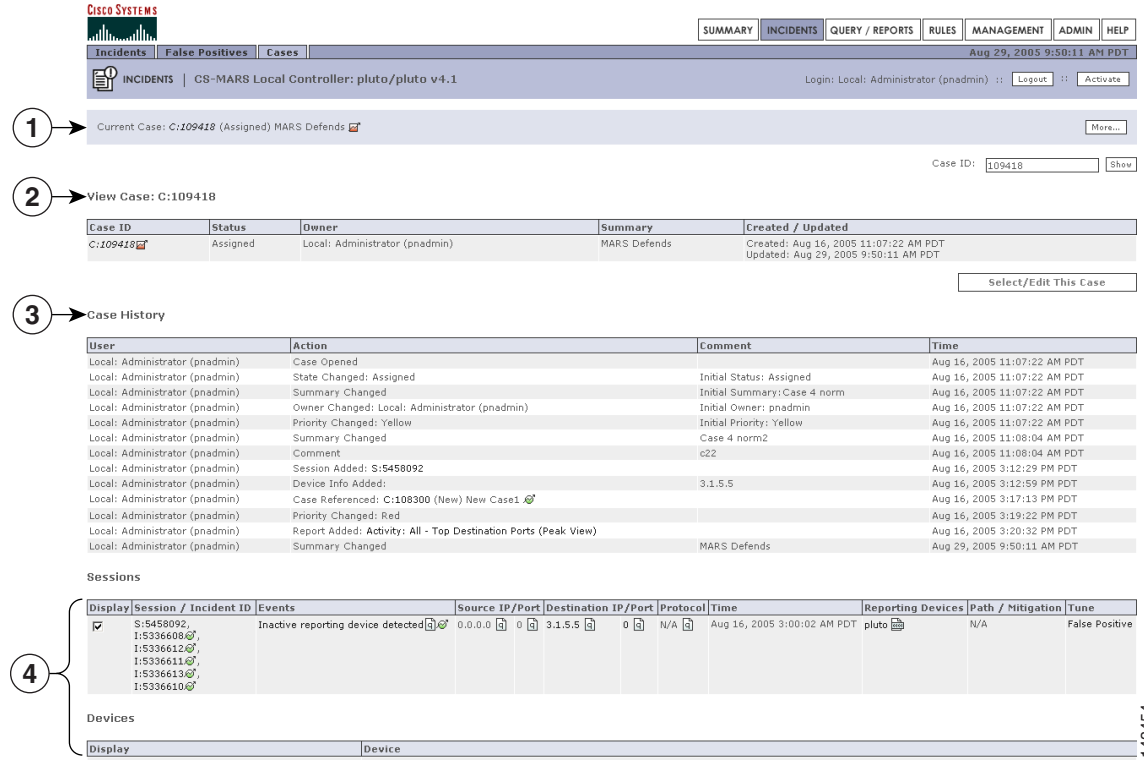 CISCO SYSTEMS
SUMMARY INCIDENTS QUERY / REPORTS RULES MANAGEMENT ADMIN HELP
Incidents False Positives Cases Aug 29, 2005 9:50:11 AM PDT
INCIDENTS | CS-MARS Local Controller: pluto/pluto v4.1 Login: Local: Administrator (pnadmin) :: Logout :: Activate
1 Current Case: C:109418 (Assigned) MARS Defends More...
Case ID: 109418 Show
2 View Case: C:109418
Case ID Status Owner Summary Created / Updated
C:109418 Assigned Local: Administrator (pnadmin) MARS Defends Created: Aug 16, 2005 11:07:22 AM PDT
Updated: Aug 29, 2005 9:50:11 AM PDT
Select/Edit This Case
3 Case History
User Action Comment Time
Local: Administrator (pnadmin) Case Opened Aug 16, 2005 11:07:22 AM PDT
Local: Administrator (pnadmin) State Changed: Assigned Initial Status: Assigned Aug 16, 2005 11:07:22 AM PDT
Local: Administrator (pnadmin) Summary Changed Initial Summary: Case 4 norm Aug 16, 2005 11:07:22 AM PDT
Local: Administrator (pnadmin) Owner Changed: Local: Administrator (pnadmin) Initial Owner: pnadmin Aug 16, 2005 11:07:22 AM PDT
Local: Administrator (pnadmin) Priority Changed: Yellow Initial Priority: Yellow Aug 16, 2005 11:07:22 AM PDT
Local: Administrator (pnadmin) Summary Changed Case 4 norm2 Aug 16, 2005 11:08:04 AM PDT
Local: Administrator (pnadmin) Comment c22 Aug 16, 2005 11:08:04 AM PDT
Local: Administrator (pnadmin) Session Added: S:5458092 Aug 16, 2005 3:12:29 PM PDT
Local: Administrator (pnadmin) Device Info Added: 3.1.5.5 Aug 16, 2005 3:12:59 PM PDT
Local: Administrator (pnadmin) Case Referenced: C:108300 (New) New Case1 Aug 16, 2005 3:17:13 PM PDT
Local: Administrator (pnadmin) Priority Changed: Red Aug 16, 2005 3:19:22 PM PDT
Local: Administrator (pnadmin) Report Added: Activity: All - Top Destination Ports (Peak View) Aug 16, 2005 3:20:32 PM PDT
Local: Administrator (pnadmin) Summary Changed MARS Defends Aug 29, 2005 9:50:11 AM PDT
Sessions
Display Session / Incident ID Events Source IP/Port Destination IP/Port Protocol Time Reporting Devices Path / Mitigation Tune
S:5458092, Inactive reporting device detected q 0.0.0.0 q 0 q 3.1.5.5 q 0 q N/A q Aug 16, 2005 3:00:02 AM PDT pluto N/A False Positive
I:5336608,
I:5336612,
I:5336611,
I:5336613,
I:5336610
4
Devices
Display Device